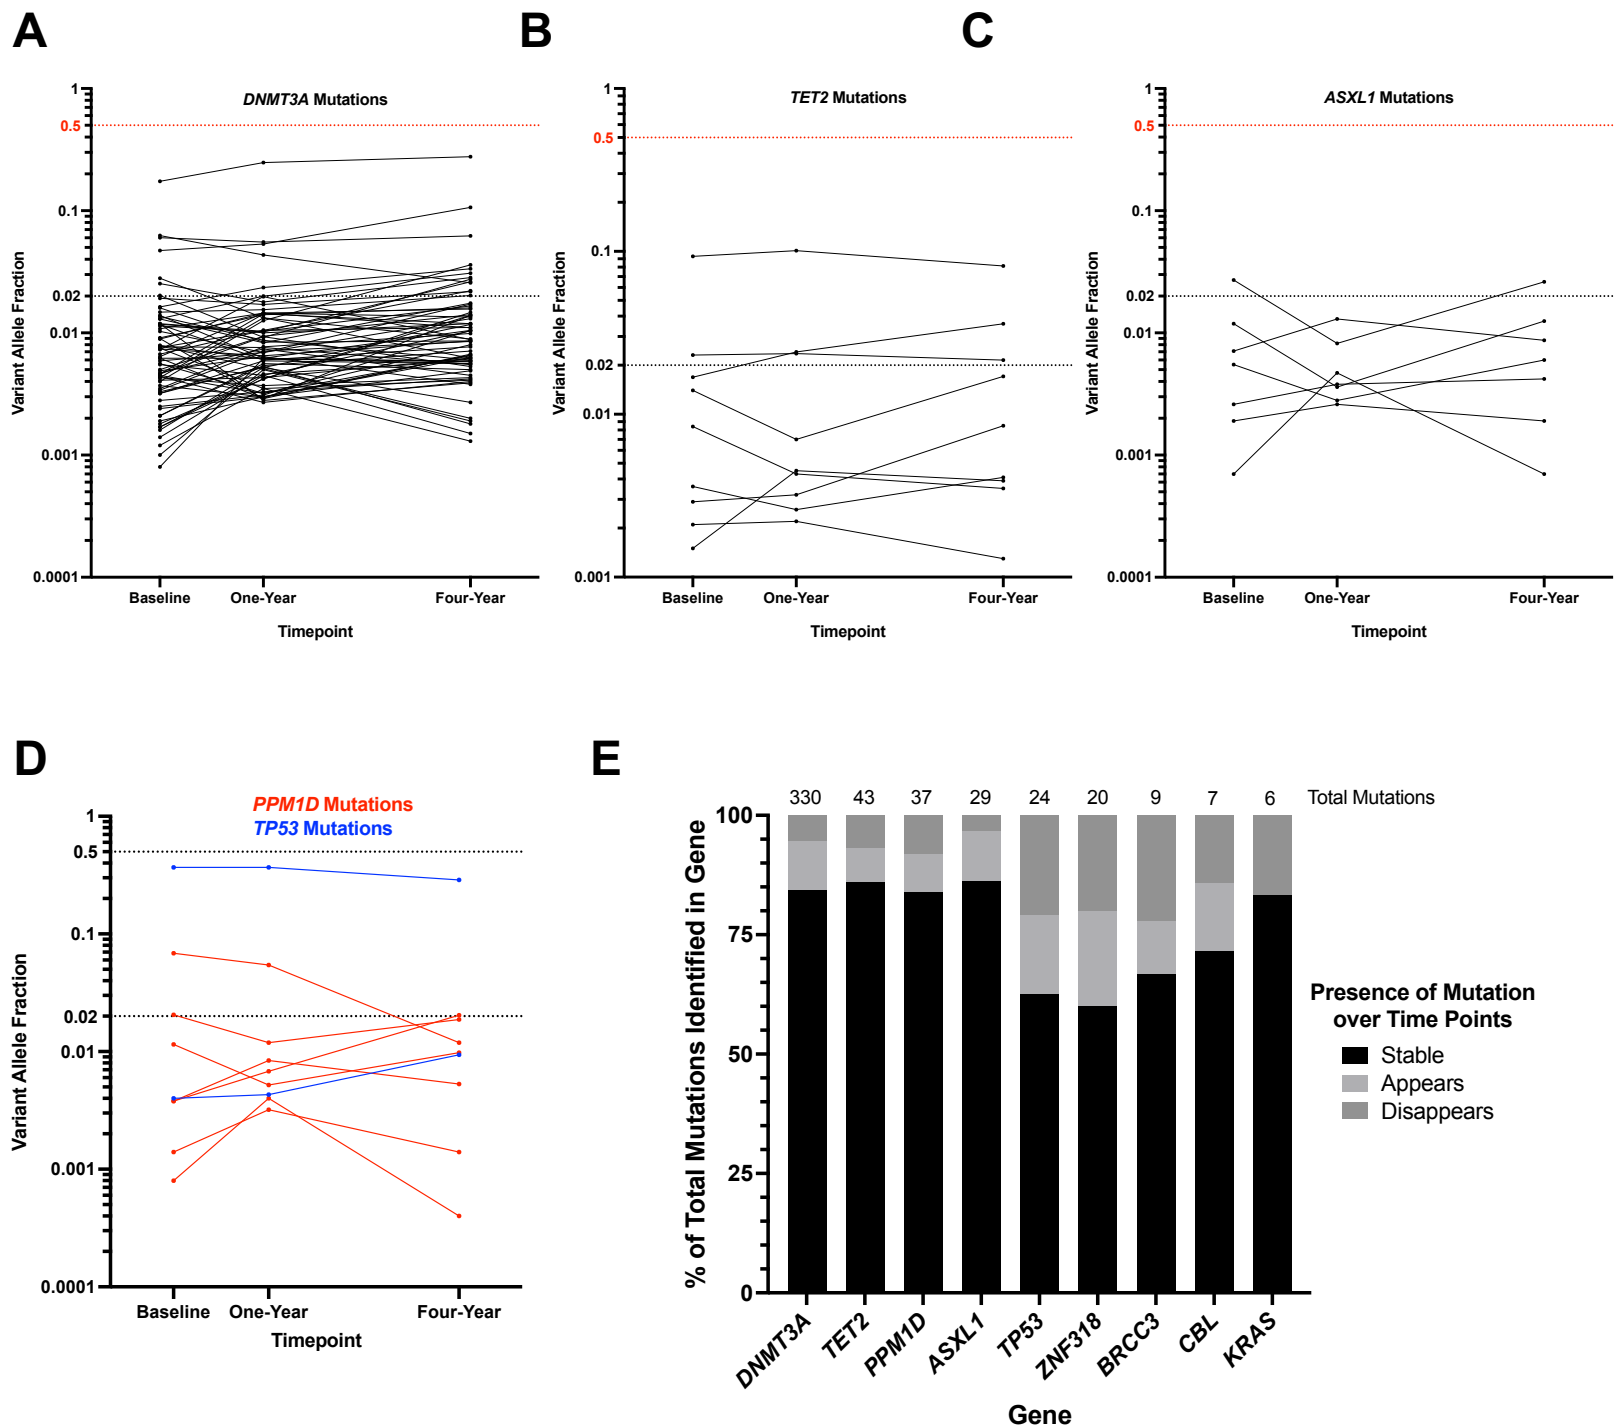 A
DNMT3A Mutations
Variant Allele Fraction
1
0.5
0.1
0.02
0.01
0.001
0.0001
Baseline One-Year Four-Year
Timepoint
B
TET2 Mutations
Variant Allele Fraction
1
0.5
0.1
0.02
0.01
0.001
Baseline One-Year Four-Year
Timepoint
C
ASXL1 Mutations
Variant Allele Fraction
1
0.5
0.1
0.02
0.01
0.001
0.0001
Baseline One-Year Four-Year
Timepoint
D
PPM1D Mutations
TP53 Mutations
Variant Allele Fraction
1
0.5
0.1
0.02
0.01
0.001
0.0001
Baseline One-Year Four-Year
Timepoint
E
330 43 37 29 24 20 9 7 6 Total Mutations
% of Total Mutations Identified in Gene
100
75
50
25
0
DNMT3A TET2 PPM1D ASXL1 TP53 ZNF318 BRCC3 CBL KRAS
Gene
Presence of Mutation
over Time Points
Stable
Appears
Disappears